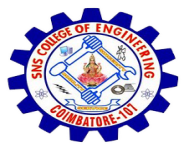 SNS COLLEGE OF ENGINEERING
COIMBATORE-107